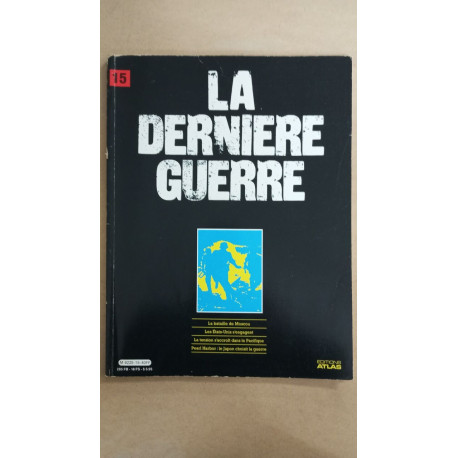 15
LA
DERNIERE
GUERRE
La bataille de Moscou
Les Etats-Unis s'engagent
La tension s'accroît dans le Pacifique
Pearl Harbor : le Japon choisit la guerre
EDITIONS
ATLAS